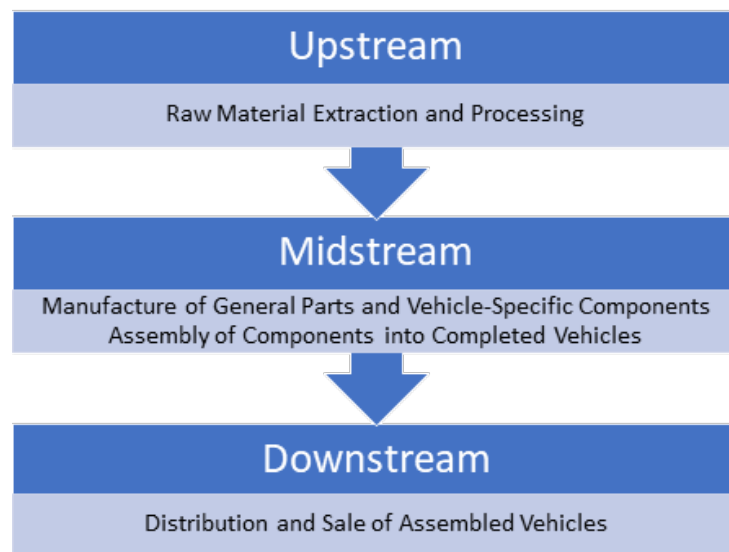 Upstream
Raw Material Extraction and Processing
Midstream
Manufacture of General Parts and Vehicle-Specific Components
Assembly of Components into Completed Vehicles
Downstream
Distribution and Sale of Assembled Vehicles